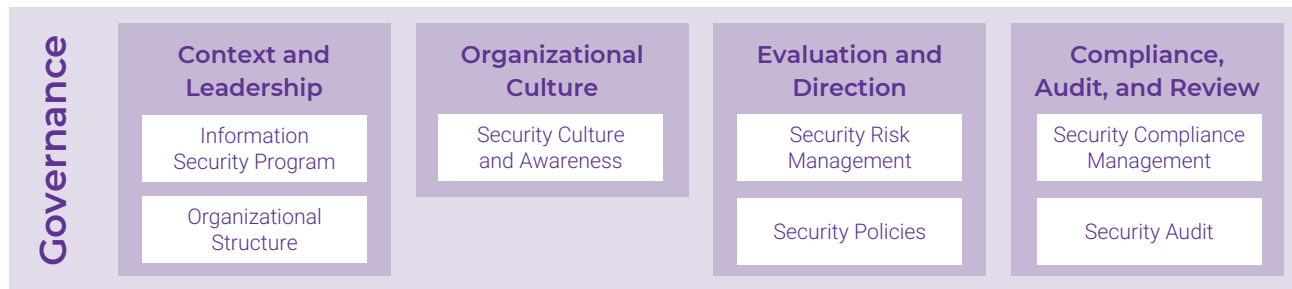 Governance
Context and
Leadership
Information
Security Program
Organizational
Structure
Organizational
Culture
Security Culture
and Awareness
Evaluation and
Direction
Security Risk
Management
Security Policies
Compliance,
Audit, and Review
Security Compliance
Management
Security Audit